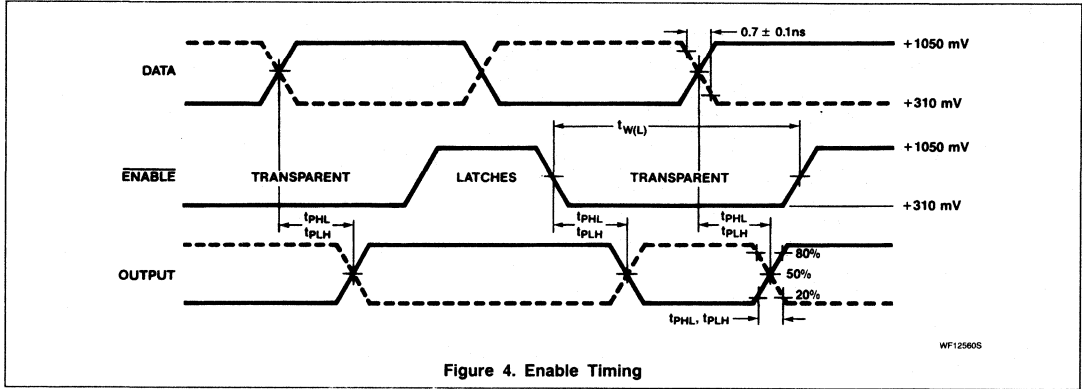 0.7 ± 0.1ns
+1050 mV
DATA
+310 mV
tW(L)
+1050 mV
ENABLE
TRANSPARENT
LATCHES
TRANSPARENT
+310 mV
tPHL
tPLH
tPHL
tPLH
tPHL
tPLH
80%
OUTPUT
50%
20%
tPHL, tPLH
WF12560S
Figure 4. Enable Timing